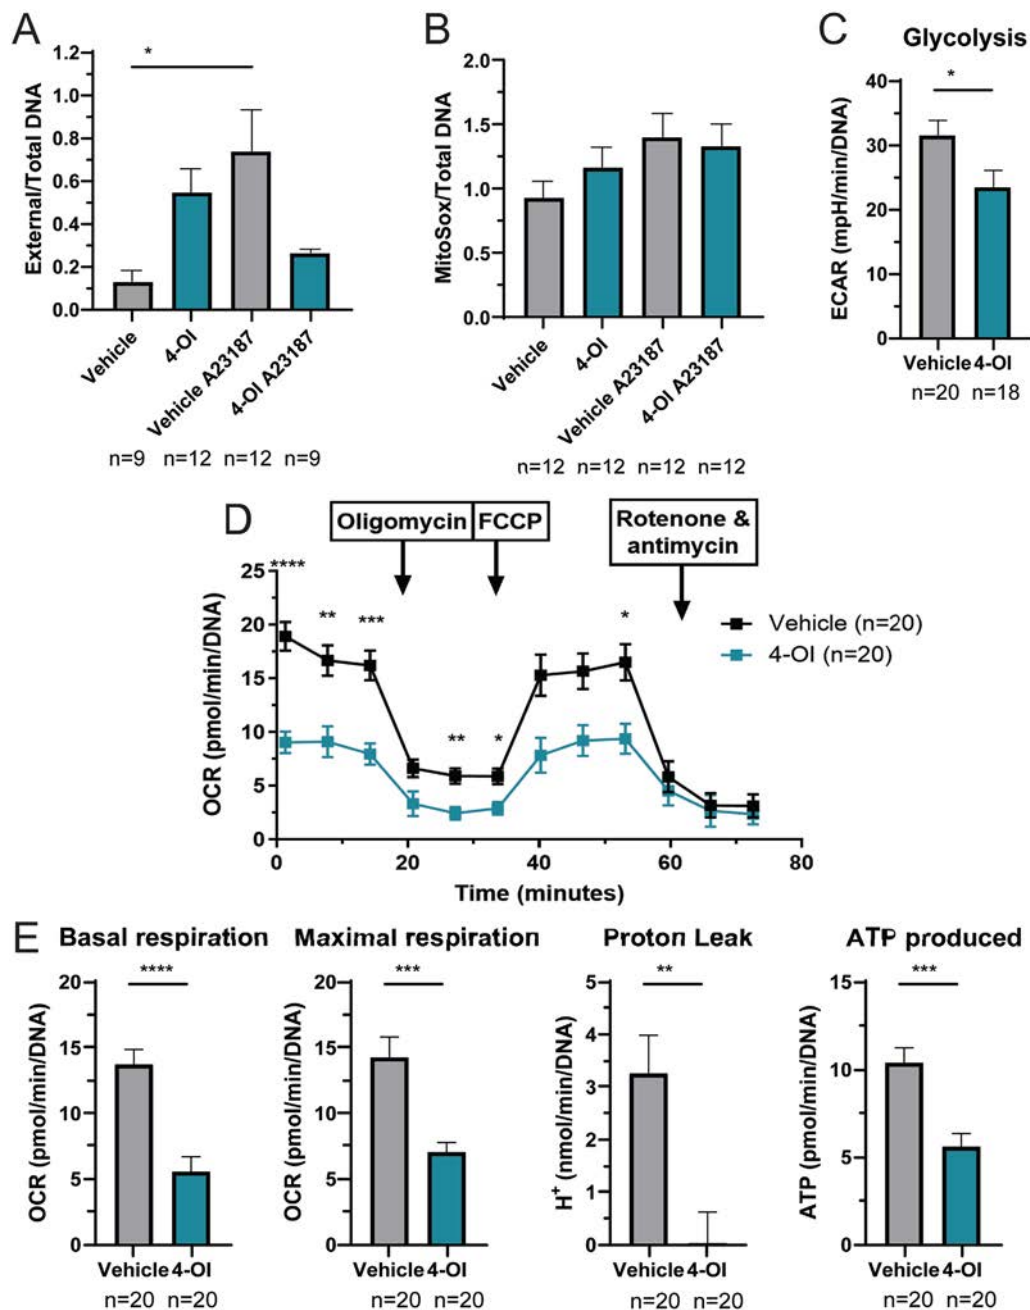 A
*
External/Total DNA
1.2
1.0
0.8
0.6
0.4
0.2
0.0
Vehicle
4-OI
Vehicle A23187
4-OI A23187
n=9 n=12 n=12 n=9
B
MitoSox/Total DNA
2.0
1.5
1.0
0.5
0.0
Vehicle
4-OI
Vehicle A23187
4-OI A23187
n=12 n=12 n=12 n=12
C
Glycolysis
*
ECAR (mpH/min/DNA)
40
30
20
10
0
Vehicle 4-OI
n=20 n=18
D
Oligomycin FCCP
Rotenone &
antimycin
OCR (pmol/min/DNA)
25
20
15
10
5
0
**** ** *** ** * *
Vehicle (n=20)
4-OI (n=20)
0 20 40 60 80
Time (minutes)
E
Basal respiration
****
OCR (pmol/min/DNA)
20
15
10
5
0
Vehicle 4-OI
n=20 n=20
Maximal respiration
***
OCR (pmol/min/DNA)
20
15
10
5
0
Vehicle 4-OI
n=20 n=20
Proton Leak
**
H+ (nmol/min/DNA)
5
4
3
2
1
0
Vehicle 4-OI
n=20 n=20
ATP produced
***
ATP (pmol/min/DNA)
15
10
5
0
Vehicle 4-OI
n=20 n=20